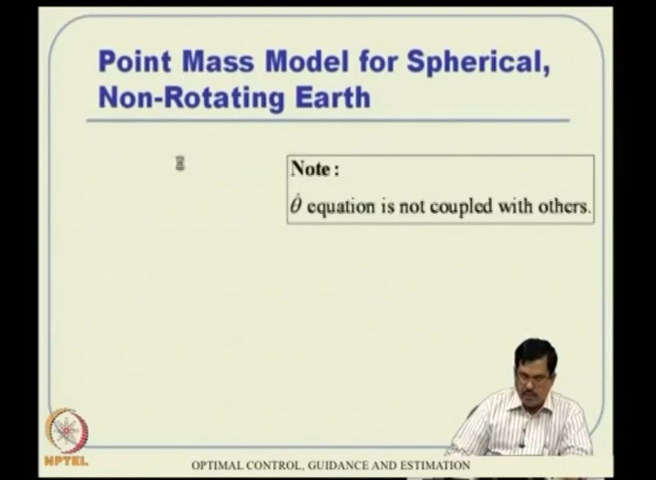 Point Mass Model for Spherical,
Non-Rotating Earth
Note :
θ̇ equation is not coupled with others.
NPTEL
OPTIMAL CONTROL, GUIDANCE AND ESTIMATION